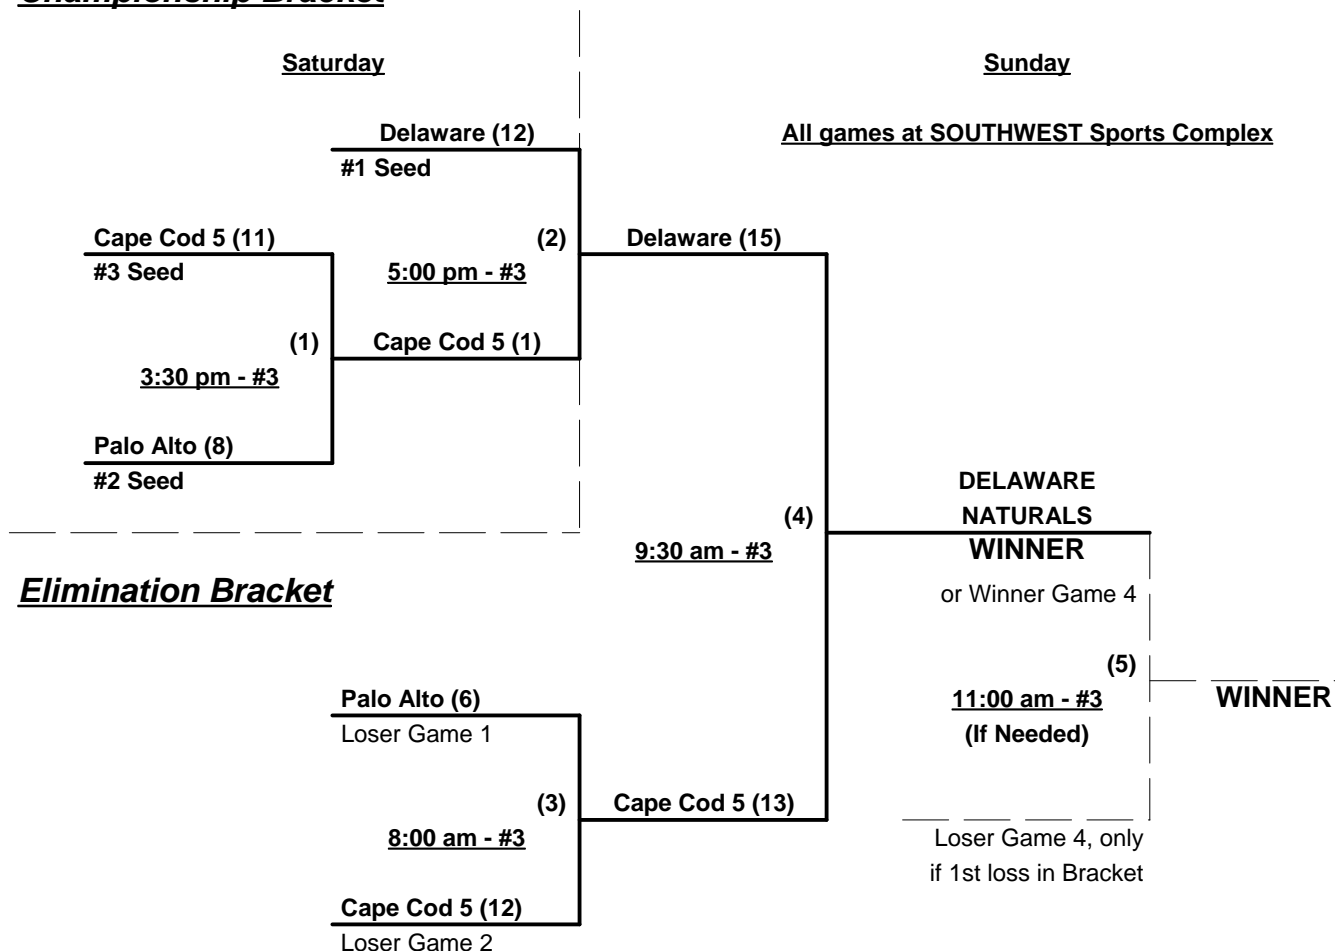 Championship Bracket
Saturday
Sunday
Delaware (12)
All games at SOUTHWEST Sports Complex
#1 Seed
Cape Cod 5 (11)
(2)
Delaware (15)
#3 Seed
5:00 pm - #3
(1)
Cape Cod 5 (1)
3:30 pm - #3
Palo Alto (8)
#2 Seed
DELAWARE
NATURALS
(4)
9:30 am - #3
WINNER
Elimination Bracket
or Winner Game 4
(5)
Palo Alto (6)
11:00 am - #3
WINNER
Loser Game 1
(If Needed)
(3)
Cape Cod 5 (13)
8:00 am - #3
Loser Game 4, only
if 1st loss in Bracket
Cape Cod 5 (12)
Loser Game 2